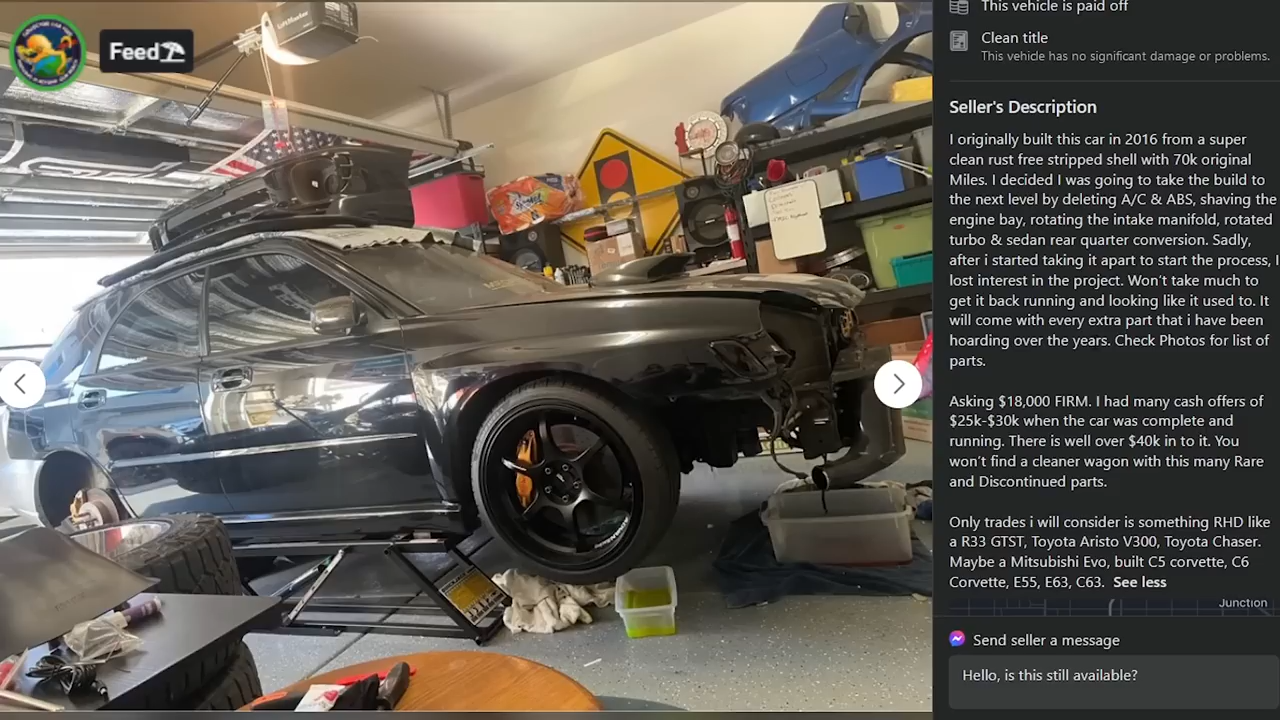 Feed
This vehicle is paid off
Clean title
This vehicle has no significant damage or problems.
Seller's Description
I originally built this car in 2016 from a super
clean rust free stripped shell with 70k original
Miles. I decided I was going to take the build to
the next level by deleting A/C & ABS, shaving the
engine bay, rotating the intake manifold, rotated
turbo & sedan rear quarter conversion. Sadly,
after i started taking it apart to start the process, I
lost interest in the project. Won't take much to
get it back running and looking like it used to. It
will come with every extra part that i have been
hoarding over the years. Check Photos for list of
parts.
Asking $18,000 FIRM. I had many cash offers of
$25k-$30k when the car was complete and
running. There is well over $40k in to it. You
won't find a cleaner wagon with this many Rare
and Discontinued parts.
Only trades i will consider is something RHD like
a R33 GTST, Toyota Aristo V300, Toyota Chaser.
Maybe a Mitsubishi Evo, built C5 corvette, C6
Corvette, E55, E63, C63. See less
Junction
Send seller a message
Hello, is this still available?